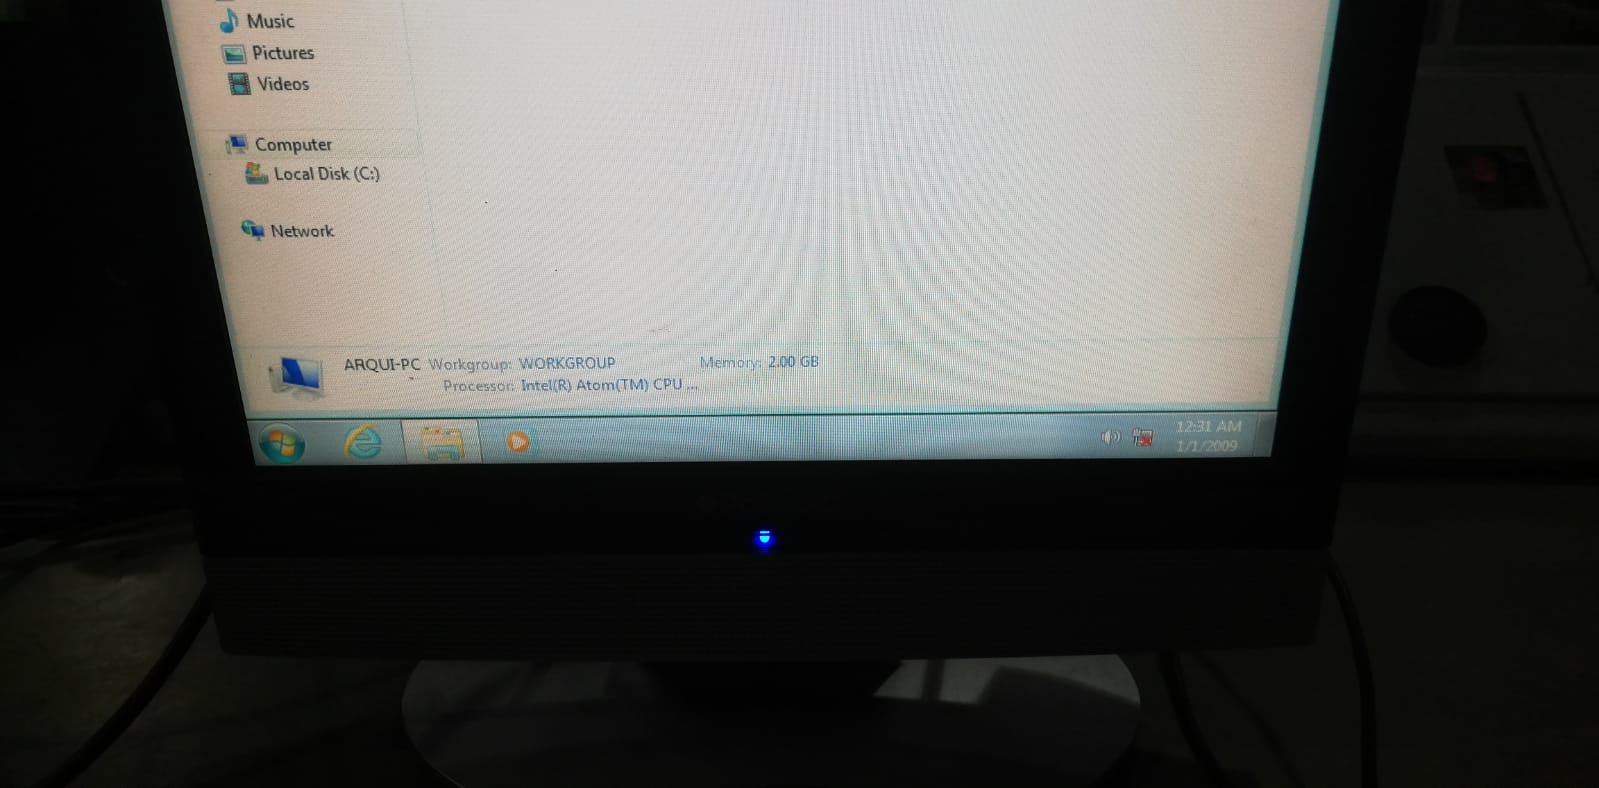 Music
Pictures
Videos
Computer
Local Disk (C:)
Network
ARQUI-PC Workgroup: WORKGROUP Memory: 2.00 GB
Processor: Intel(R) Atom(TM) CPU ...
12:31 AM
1/1/2009